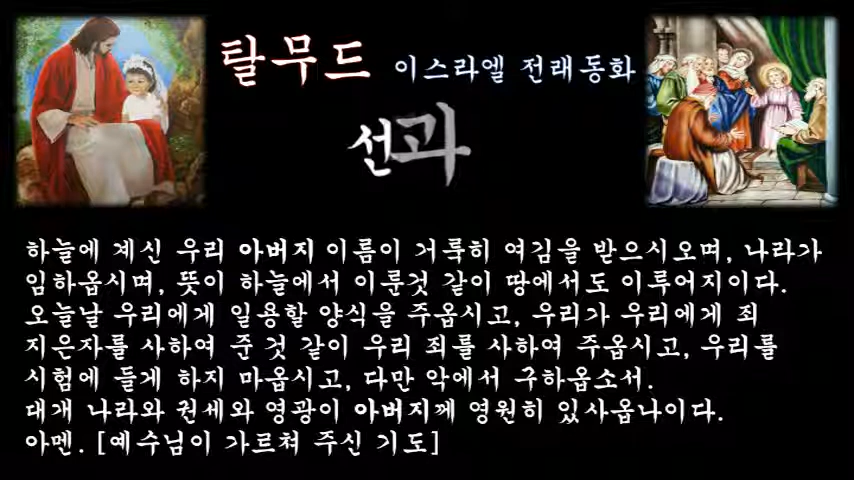 탈무드 이스라엘 전래동화
선과
하늘에 계신 우리 아버지 이름이 거룩히 여김을 받으시오며, 나라가
임하옵시며, 뜻이 하늘에서 이룬것 같이 땅에서도 이루어지이다.
오늘날 우리에게 일용할 양식을 주옵시고, 우리가 우리에게 죄
지은자를 사하여 준 것 같이 우리 죄를 사하여 주옵시고, 우리를
시험에 들게 하지 마옵시고, 다만 악에서 구하옵소서.
대개 나라와 권세와 영광이 아버지께 영원히 있사옵나이다.
아멘. [예수님이 가르쳐 주신 기도]